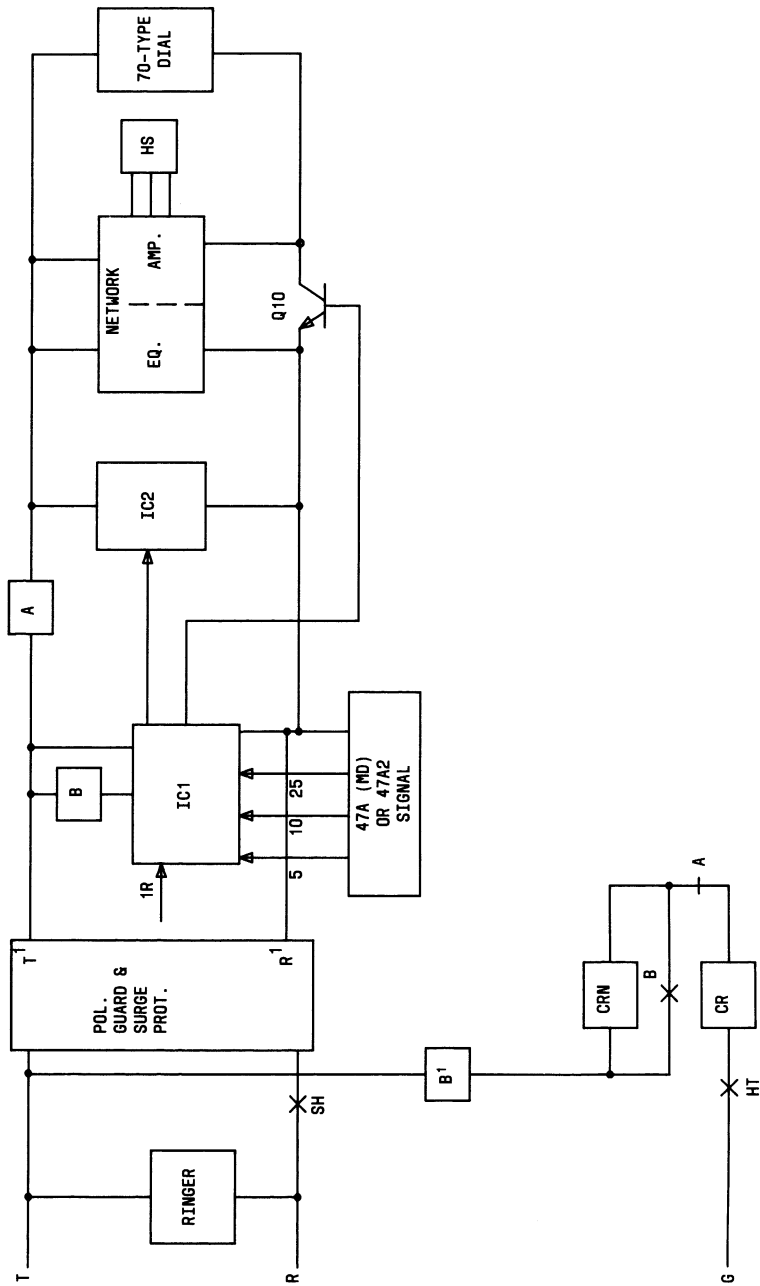 T
R
G
RINGER
SH
POL.
GUARD &
SURGE
PROT.
T¹
R¹
B¹
HT
CR
CRN
B
A
1R
B
IC1
5
10
25
47A (MD)
OR 47A2
SIGNAL
A
IC2
NETWORK
EQ.
AMP.
Q10
HS
70-TYPE
DIAL